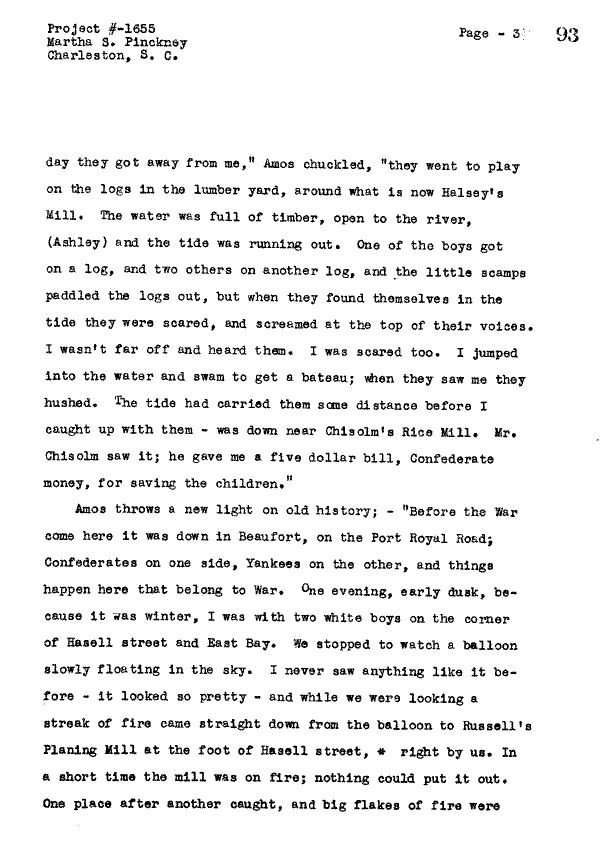 Project #-1655
Martha S. Pinckney
Charleston, S. C.
Page - 3 93
day they got away from me," Amos chuckled, "they went to play
on the logs in the lumber yard, around what is now Halsey's
Mill. The water was full of timber, open to the river,
(Ashley) and the tide was running out. One of the boys got
on a log, and two others on another log, and the little scamps
paddled the logs out, but when they found themselves in the
tide they were scared, and screamed at the top of their voices.
I wasn't far off and heard them. I was scared too. I jumped
into the water and swam to get a bateau; when they saw me they
hushed. The tide had carried them some distance before I
caught up with them - was down near Chisolm's Rice Mill. Mr.
Chisolm saw it; he gave me a five dollar bill, Confederate
money, for saving the children."
Amos throws a new light on old history; - "Before the War
come here it was down in Beaufort, on the Port Royal Road;
Confederates on one side, Yankees on the other, and things
happen here that belong to War. One evening, early dusk, be-
cause it was winter, I was with two white boys on the corner
of Hasell street and East Bay. We stopped to watch a balloon
slowly floating in the sky. I never saw anything like it be-
fore - it looked so pretty - and while we were looking a
streak of fire came straight down from the balloon to Russell's
Planing Mill at the foot of Hasell street, * right by us. In
a short time the mill was on fire; nothing could put it out.
One place after another caught, and big flakes of fire were